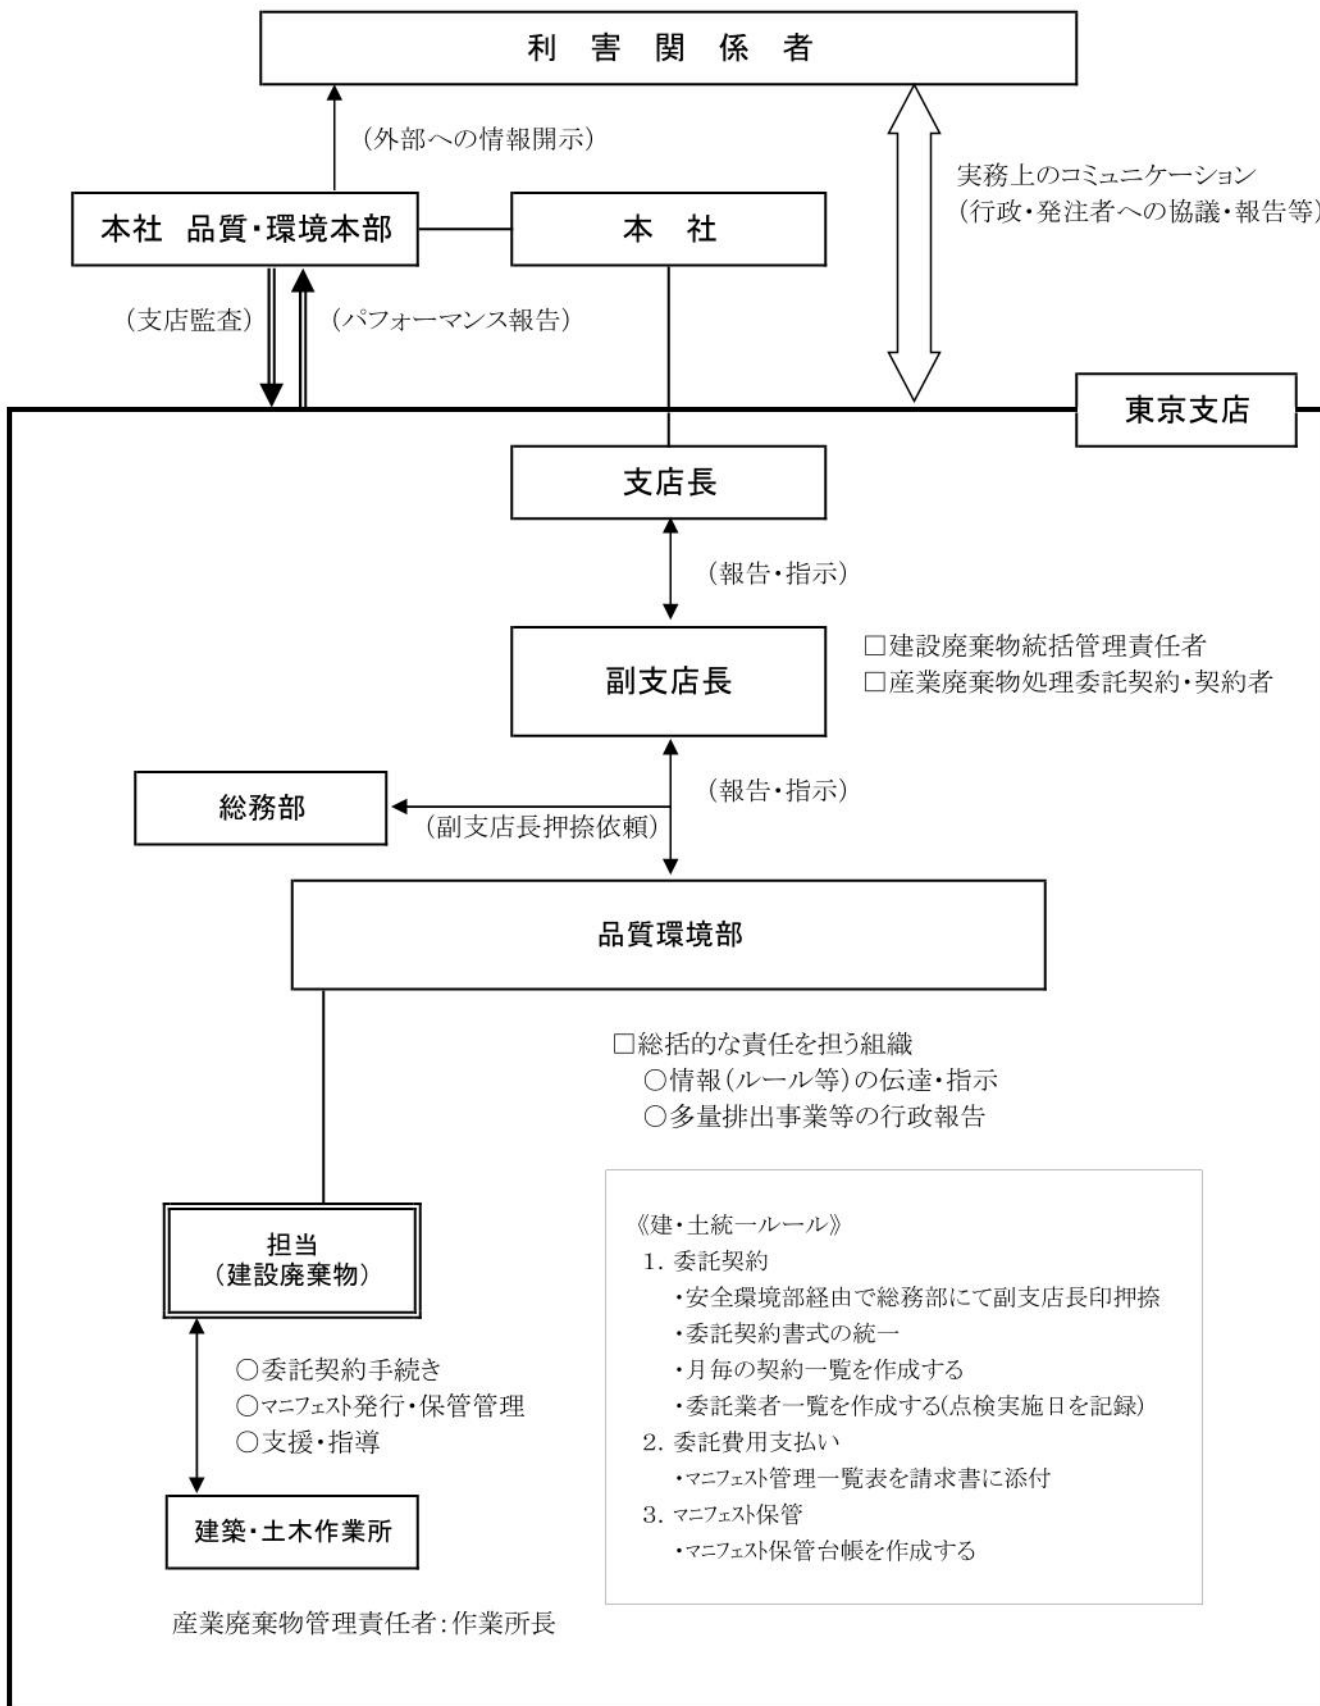 利 害 関 係 者
(外部への情報開示)
実務上のコミュニケーション
(行政・発注者への協議・報告等)
本社 品質・環境本部
本 社
(支店監査)
(パフォーマンス報告)
東京支店
支店長
(報告・指示)
副支店長
□建設廃棄物統括管理責任者
□産業廃棄物処理委託契約・契約者
総務部
(報告・指示)
(副支店長押捺依頼)
品質環境部
□総括的な責任を担う組織
○情報(ルール等)の伝達・指示
○多量排出事業等の行政報告
担当
(建設廃棄物)
○委託契約手続き
○マニフェスト発行・保管管理
○支援・指導
建築・土木作業所
産業廃棄物管理責任者:作業所長
《建・土統一ルール》
1. 委託契約
・安全環境部経由で総務部にて副支店長印押捺
・委託契約書式の統一
・月毎の契約一覧を作成する
・委託業者一覧を作成する(点検実施日を記録)
2. 委託費用支払い
・マニフェスト管理一覧表を請求書に添付
3. マニフェスト保管
・マニフェスト保管台帳を作成する